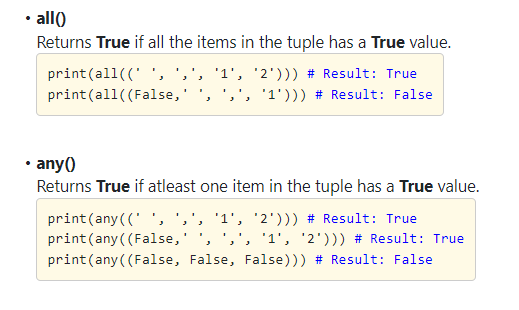 • all()
Returns True if all the items in the tuple has a True value.
print(all((' ', ',', '1', '2'))) # Result: True
print(all((False,' ', ',', '1'))) # Result: False
• any()
Returns True if atleast one item in the tuple has a True value.
print(any((' ', ',', '1', '2'))) # Result: True
print(any((False,' ', ',', '1', '2'))) # Result: True
print(any((False, False, False))) # Result: False